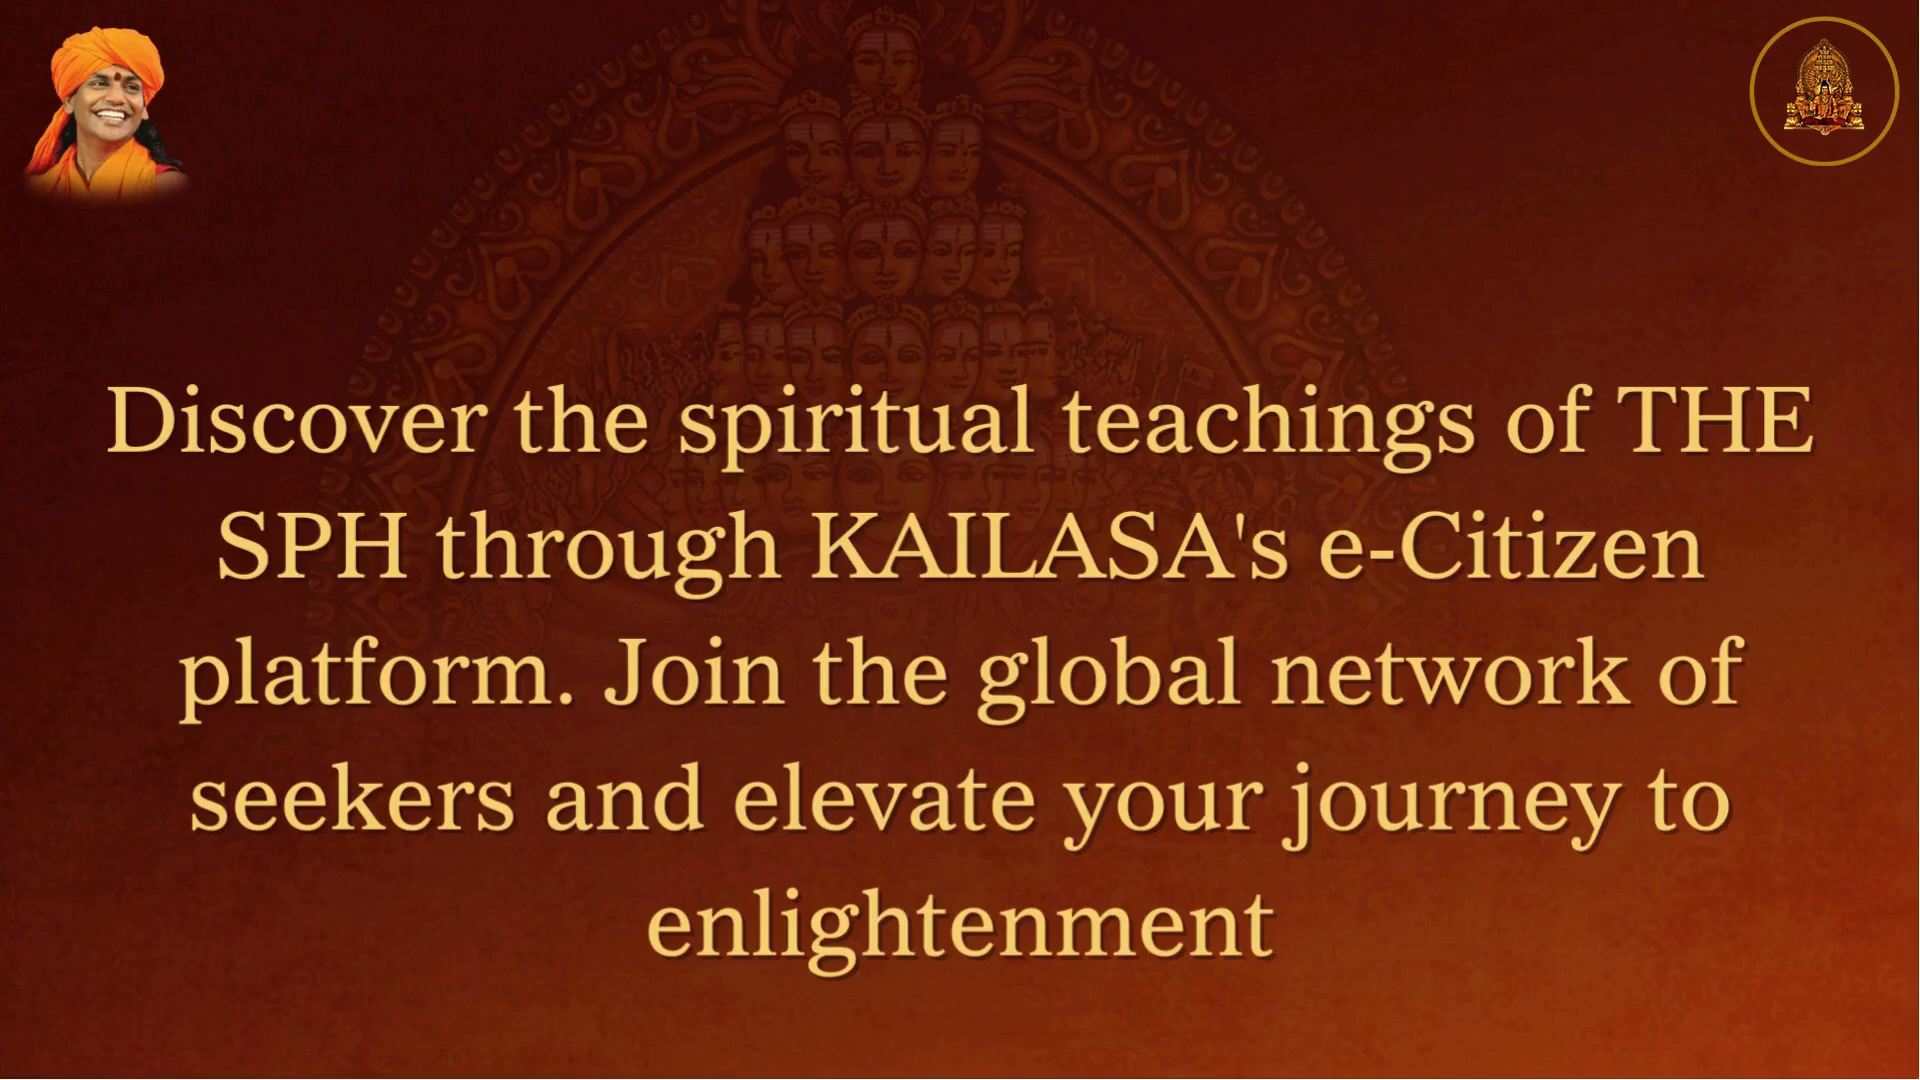 Discover the spiritual teachings of THE
SPH through KAILASA's e-Citizen
platform. Join the global network of
seekers and elevate your journey to
enlightenment